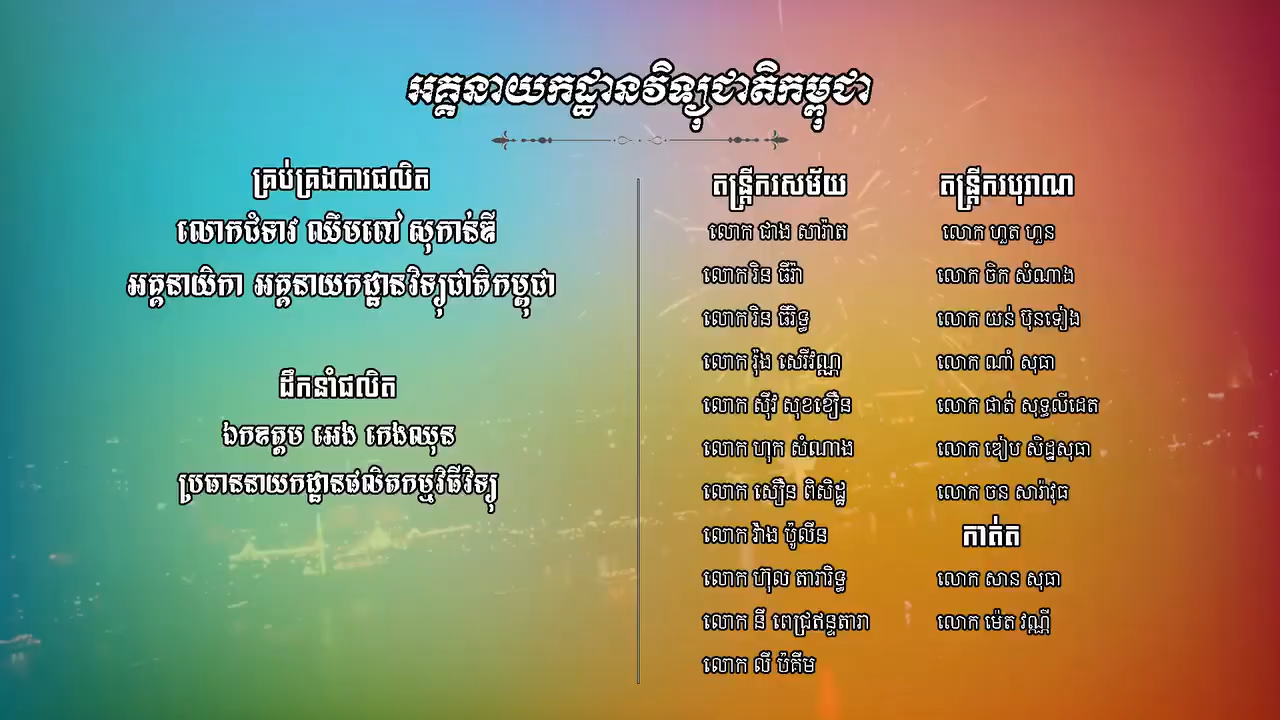 អគ្គនាយកដ្ឋានវិទ្យុជាតិកម្ពុជា
គ្រប់គ្រងការផលិត
លោកជំទាវ ឈឹមពៅ សុកាន់ឌី
អគ្គនាយិកា អគ្គនាយកដ្ឋានវិទ្យុជាតិកម្ពុជា
ដឹកនាំផលិត
ឯកឧត្តម អេង កេងឈុន
ប្រធាននាយកដ្ឋានផលិតកម្មវិធីវិទ្យុ
តន្ត្រីករសម័យ
លោក ជាង សារ៉ាត
លោក រិន ធីរ៉ា
លោក រិន ធីរិទ្ធ
លោក រ៉ុង សេរីវណ្ណ
លោក ស៊ីវ សុខខឿន
លោក ហុក សំណាង
លោក សឿន ពិសិដ្ឋ
លោក វ៉ាង ប៉ូលីន
លោក ហ៊ុល តារារិទ្ធ
លោក នី ពេជ្រឥន្ទតារា
លោក លី ប៉គីម
តន្ត្រីករបុរាណ
លោក ហួត ហួន
លោក ចិក សំណាង
លោក យន់ ប៊ុនទៀង
លោក ណាំ សុធា
លោក ផាត់ សុទ្ធលីដេត
លោក ឌៀប សិដ្ឋសុធា
លោក ចន សារ៉ាវុធ
កាត់ត
លោក សាន សុធា
លោក ម៉េត វណ្ណី